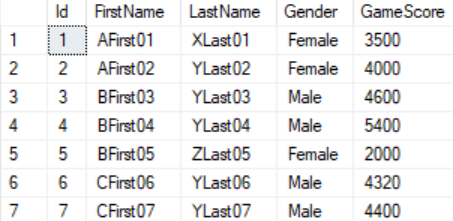 Id FirstName LastName Gender GameScore
1 1 AFirst01 XLast01 Female 3500
2 2 AFirst02 YLast02 Female 4000
3 3 BFirst03 YLast03 Male 4600
4 4 BFirst04 YLast04 Male 5400
5 5 BFirst05 ZLast05 Female 2000
6 6 CFirst06 YLast06 Male 4320
7 7 CFirst07 YLast07 Male 4400